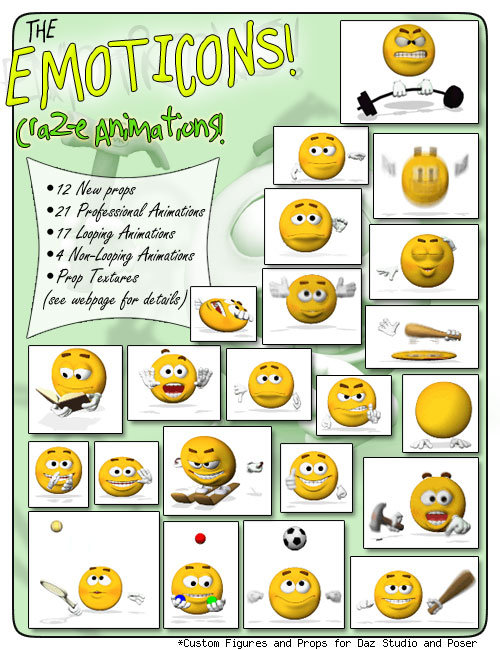 THE
EMOTICONS!
Cra2-e Animations!
• 12 New props
• 21 Professional Animations
• 17 Looping Animations
• 4 Non-Looping Animations
• Prop Textures
(see webpage for details)
*Custom Figures and Props for Daz Studio and Poser